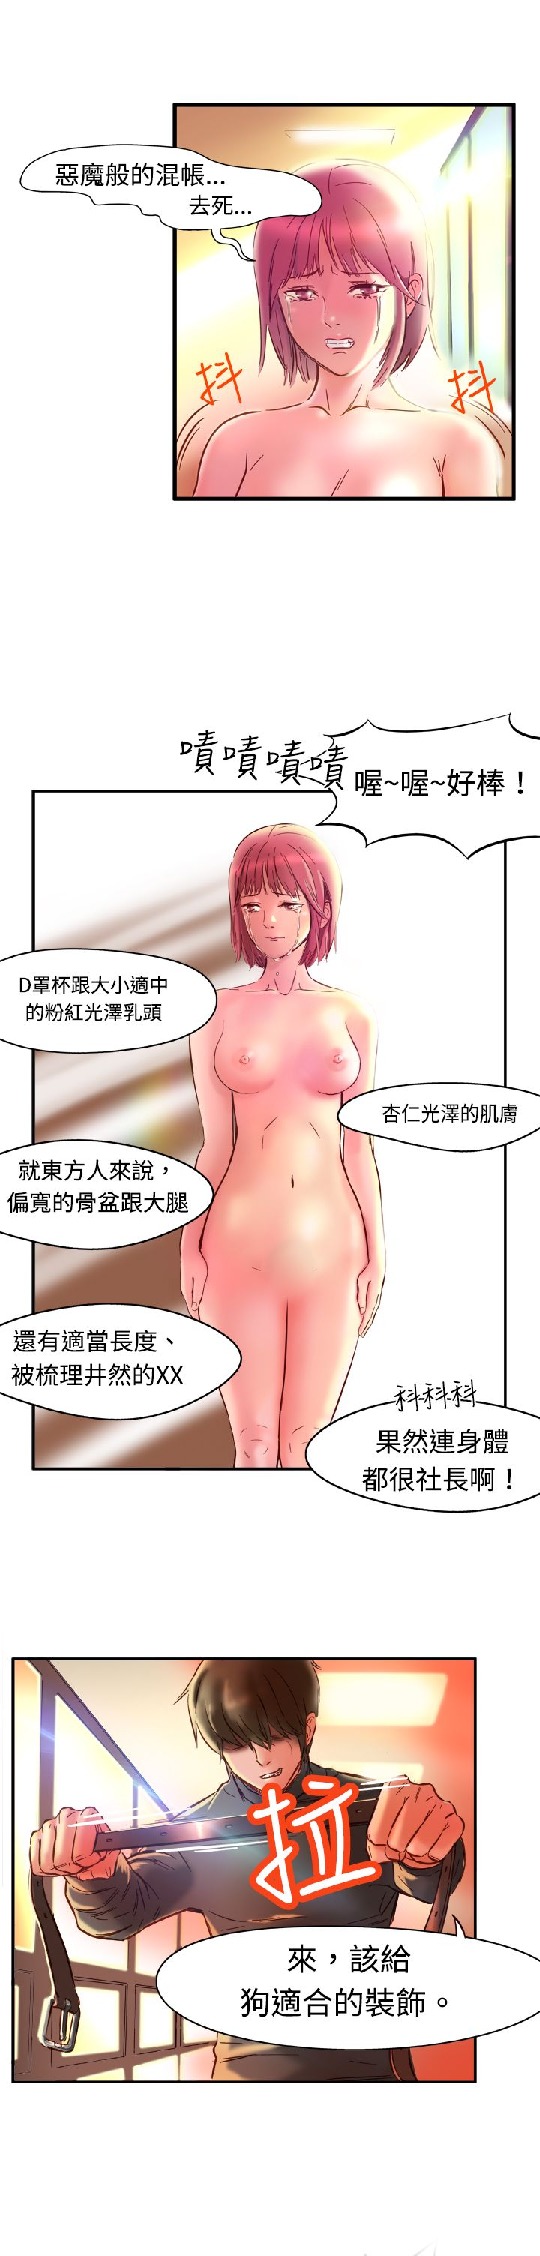 惡魔般的混帳...
去死...
抖
抖
嘖嘖嘖嘖
喔~喔~好棒！
D罩杯跟大小適中
的粉紅光澤乳頭
杏仁光澤的肌膚
就東方人來說，
偏寬的骨盆跟大腿
還有適當長度、
被梳理井然的XX
科科科
果然連身體
都很社長啊！
拉
來，該給
狗適合的裝飾。